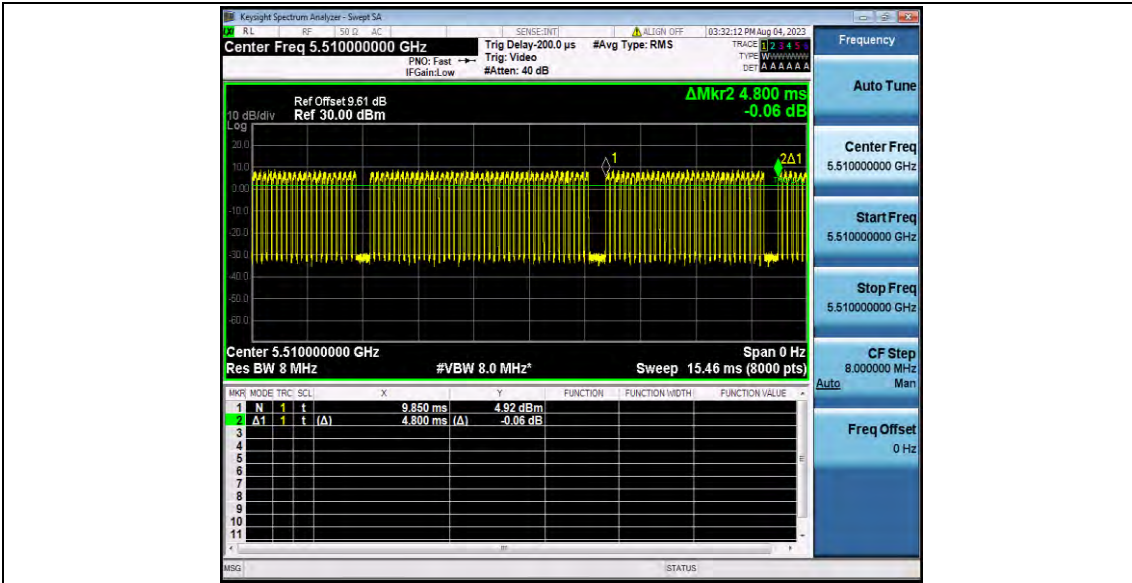 Keysight Spectrum Analyzer - Swept SA
RL RF 50 Ω AC SENSE:INT ALIGN OFF 03:32:12 PM Aug 04, 2023
Center Freq 5.510000000 GHz
PNO: Fast
IFGain:Low
Trig Delay-200.0 µs
Trig: Video
#Atten: 40 dB
#Avg Type: RMS
TRACE 1 2 3 4 5 6
TYPE W
DET A A A A A A
Frequency
Auto Tune
Center Freq
5.510000000 GHz
Start Freq
5.510000000 GHz
Stop Freq
5.510000000 GHz
CF Step
8.000000 MHz
Auto Man
Freq Offset
0 Hz
ΔMkr2 4.800 ms
-0.06 dB
Ref Offset 9.61 dB
10 dB/div Ref 30.00 dBm
Log
20.0
10.0
0.00
-10.0
-20.0
-30.0
-40.0
-50.0
-60.0
1
2Δ1
Center 5.510000000 GHz Span 0 Hz
Res BW 8 MHz #VBW 8.0 MHz* Sweep 15.46 ms (8000 pts)
MKR MODE TRC SCL X Y FUNCTION FUNCTION WIDTH FUNCTION VALUE
1 N 1 t 9.850 ms 4.92 dBm
2 Δ1 1 t (Δ) 4.800 ms (Δ) -0.06 dB
3
4
5
6
7
8
9
10
11
MSG STATUS